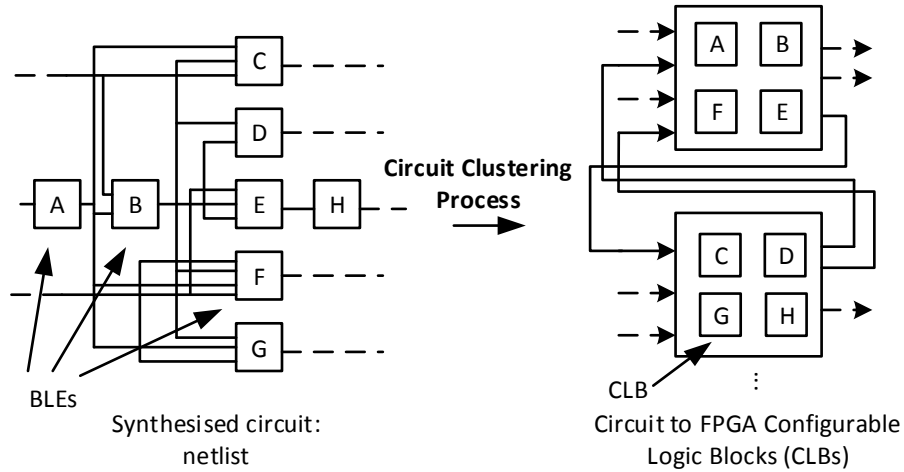 C
D
A
B
E
H
F
G
BLEs
Synthesised circuit:
netlist
Circuit Clustering
Process
A B
F E
C D
G H
CLB
⋮
Circuit to FPGA Configurable
Logic Blocks (CLBs)